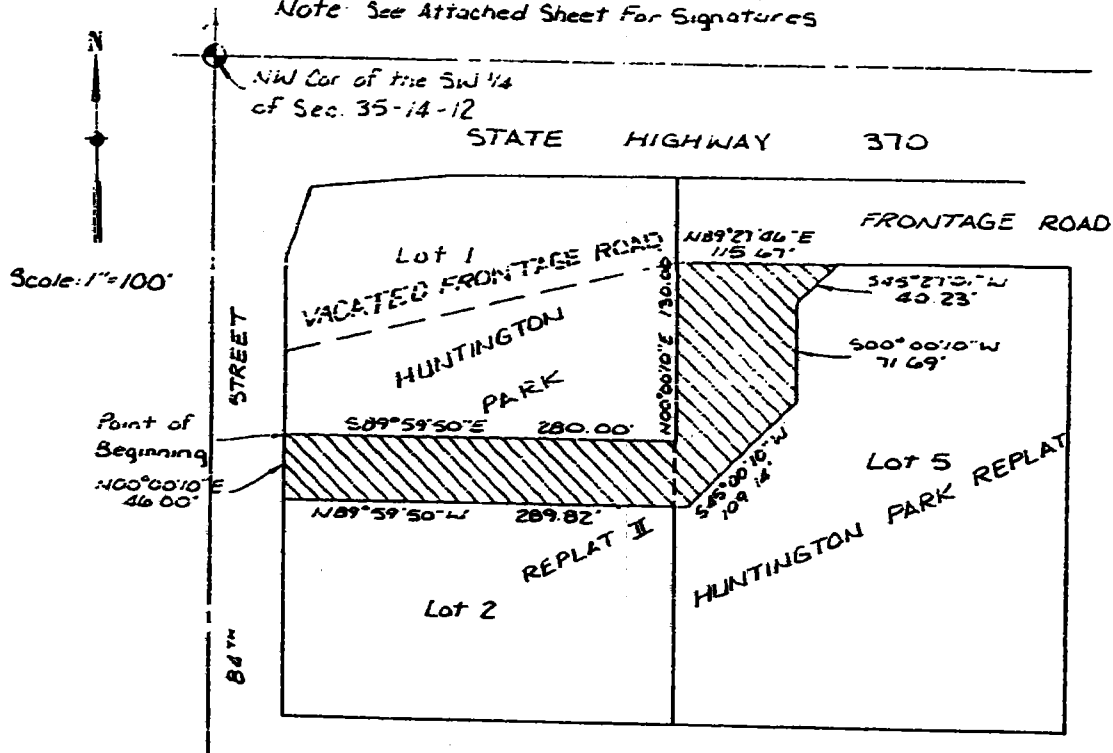 Note: See Attached Sheet For Signatures
N
NW Cor of the SW 1/4
of Sec. 35-14-12
STATE HIGHWAY 370
FRONTAGE ROAD
Scale: 1"=100'
Lot 1
VACATED FRONTAGE ROAD
HUNTINGTON
PARK
N89°27'46"E
115.67'
S45°27'01"W
40.23'
S00°00'10"W
71.69'
N00°00'10"E 130.00'
STREET
Point of
Beginning
S89°59'50"E 280.00'
N00°00'10"E
46.00'
N89°59'50"W 289.82'
S45°00'10"W
109.14'
Lot 5
HUNTINGTON PARK REPLAT
REPLAT II
Lot 2
84TH